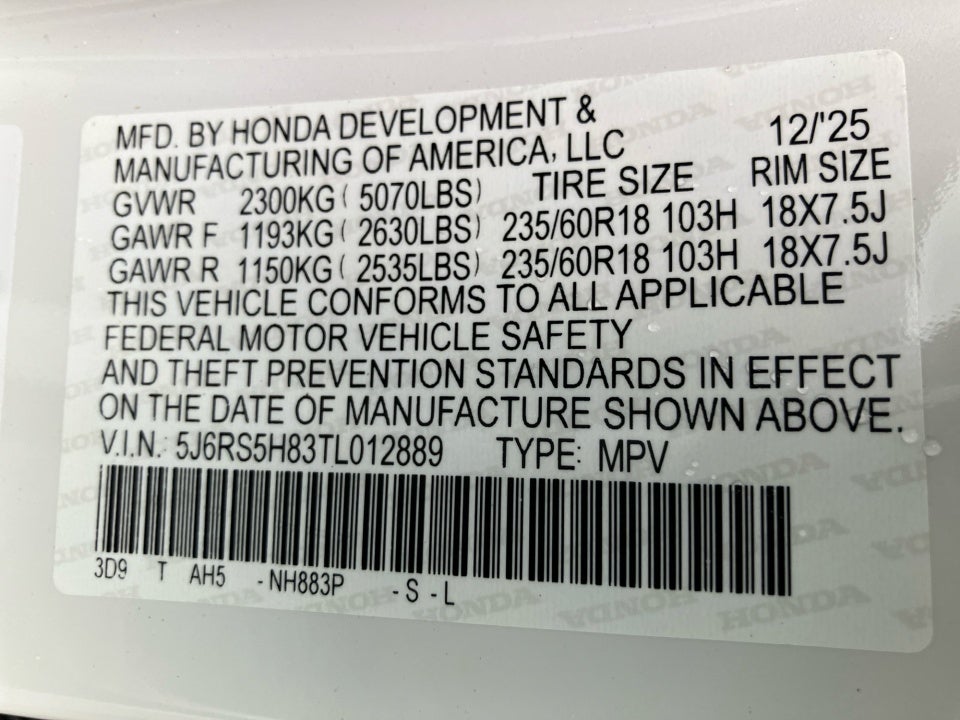 MFD. BY HONDA DEVELOPMENT &
MANUFACTURING OF AMERICA, LLC 12/'25
GVWR 2300KG ( 5070LBS) TIRE SIZE RIM SIZE
GAWR F 1193KG ( 2630LBS) 235/60R18 103H 18X7.5J
GAWR R 1150KG ( 2535LBS) 235/60R18 103H 18X7.5J
THIS VEHICLE CONFORMS TO ALL APPLICABLE
FEDERAL MOTOR VEHICLE SAFETY
AND THEFT PREVENTION STANDARDS IN EFFECT
ON THE DATE OF MANUFACTURE SHOWN ABOVE.
V.I.N.: 5J6RS5H83TL012889 TYPE: MPV
3D9 T AH5 -NH883P -S-L